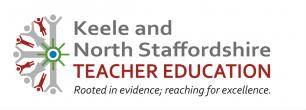 Keele and
North Staffordshire
TEACHER EDUCATION
Rooted in evidence; reaching for excellence.